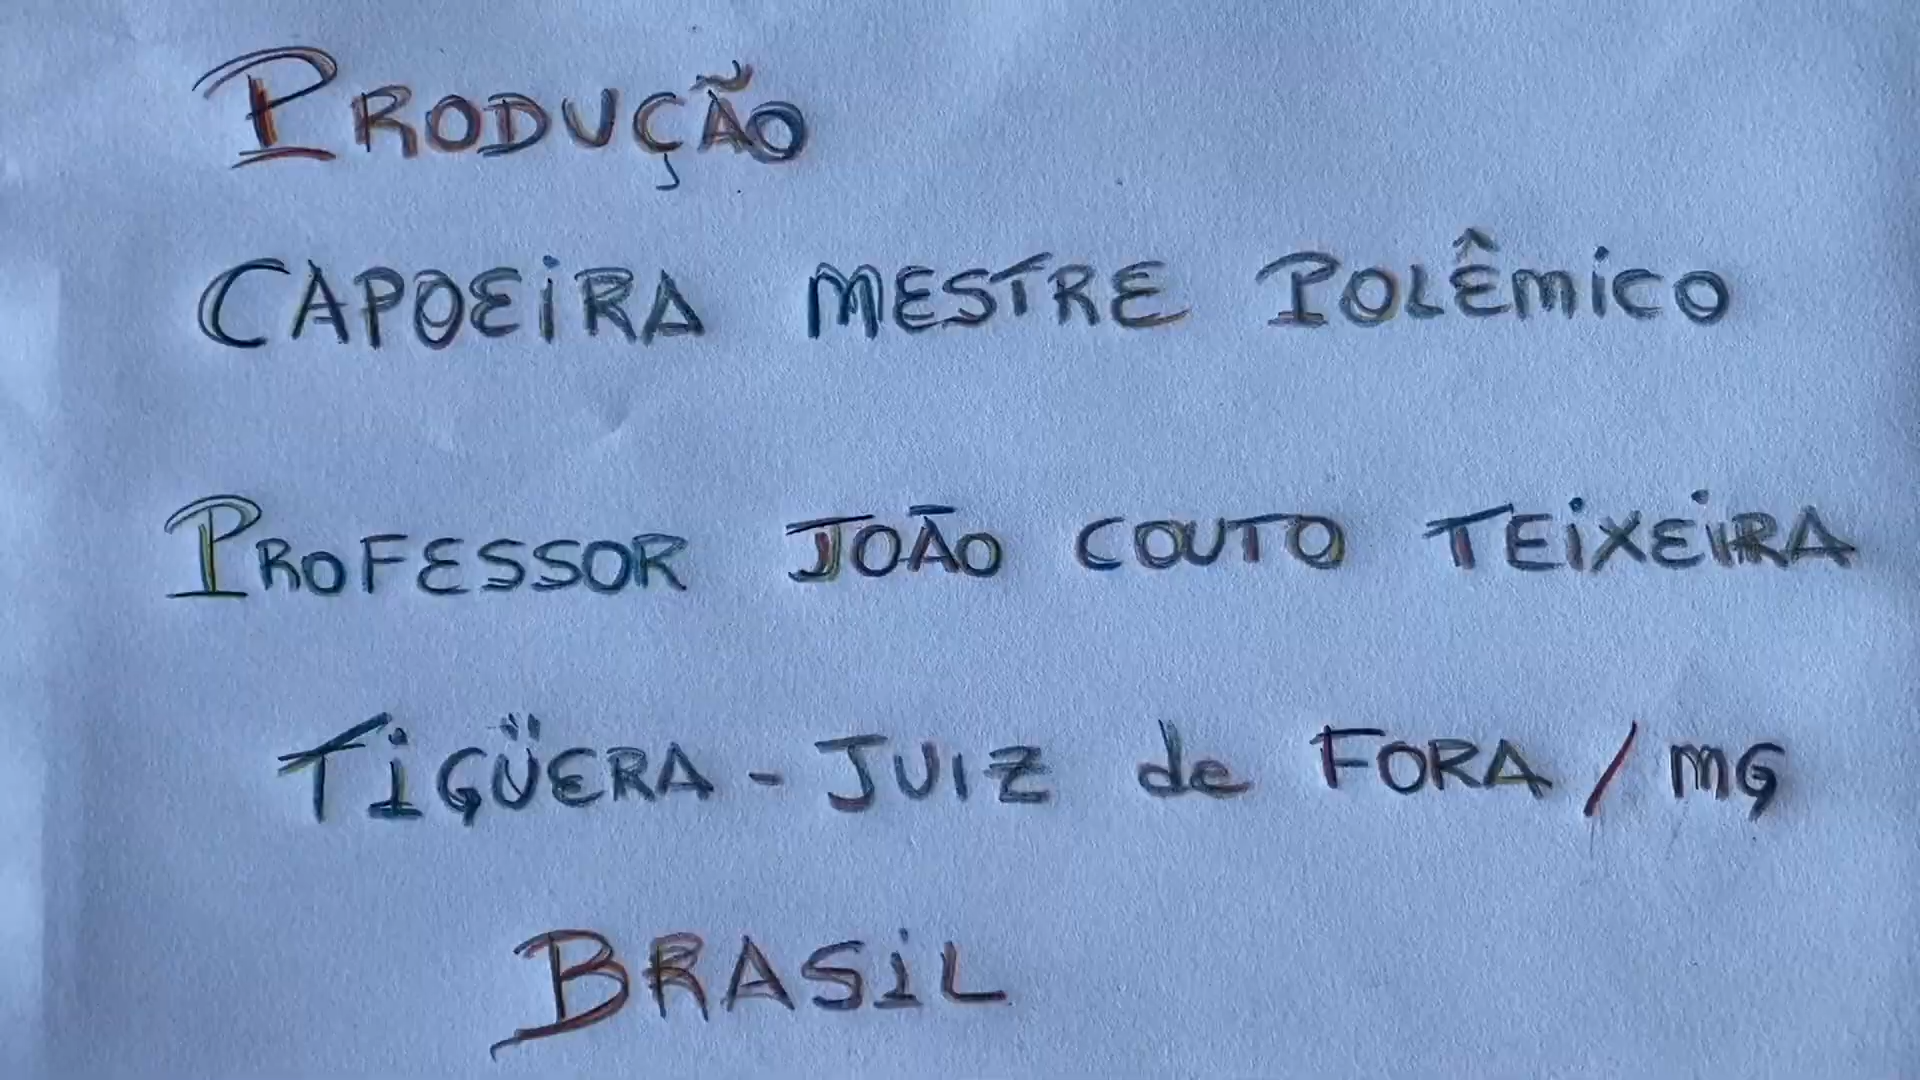 PRODUÇÃO
CAPOEiRA MESTRE POLÊMiCO
PROFESSOR JOÃO COUTO TEiXEiRA
TiGÜERA - JUIZ de FORA / MG
BRASiL